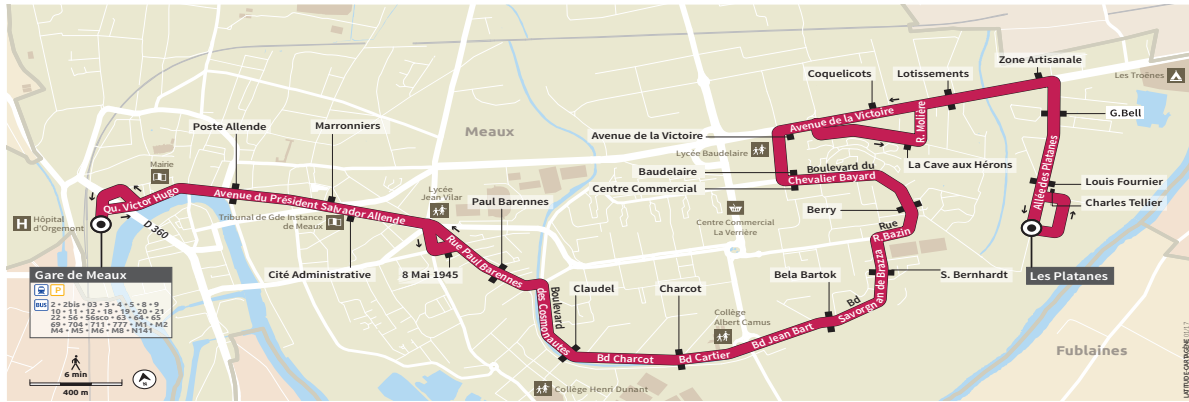 Zone Artisanale
Les Troënes
Coquelicots
Lotissements
G.Bell
Avenue de la Victoire
R. Molière
Poste Allende
Marronniers
Meaux
Avenue de la Victoire
Lycée Baudelaire
La Cave aux Hérons
Allée des Platanes
Mairie
Baudelaire
Boulevard du
Chevalier Bayard
Louis Fournier
Centre Commercial
Charles Tellier
Qu. Victor Hugo
Avenue du Président Salvador Allende
Lycée
Jean Vilar
Paul Barennes
Berry
H
Hôpital
d'Orgemont
D 360
Tribunal de Gde Instance
de Meaux
Centre Commercial
La Verrière
Rue
R.Bazin
Rue Paul Barennes
Gare de Meaux
Cité Administrative
8 Mai 1945
Bela Bartok
S. Bernhardt
Les Platanes
P
BUS
2 • 2bis • 03 • 3 • 4 • 5 • 8 • 9
10 • 11 • 12 • 18 • 19 • 20 • 21
22 • 56 • 56sco • 63 • 64 • 65
69 • 704 • 711 • 777 • M1 • M2
M4 • M5 • M6 • M8 • N141
Boulevard
des Cosmonautes
Claudel
Charcot
Bd
Savorgnan de Brazza
Collège
Albert Camus
Bd Jean Bart
Bd Charcot
Bd Cartier
Fublaines
6 min
400 m
N
Collège Henri Dunant
LATITUDE-CARTAGÈNE 01/17